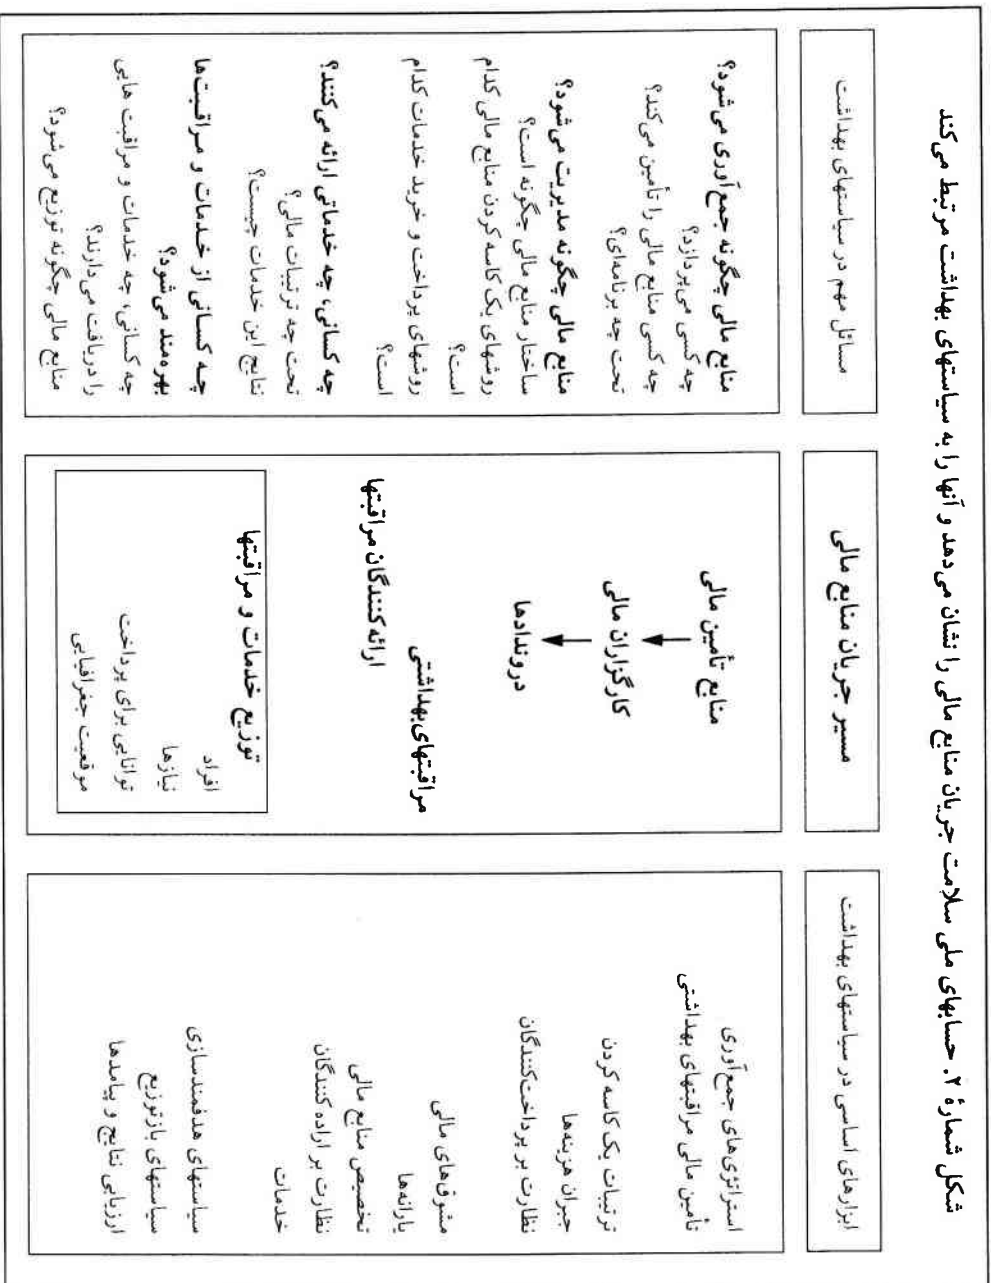 شکل شمارهٔ ۲. حسابهای ملی سلامت جریان منابع مالی را نشان می‌دهد و آنها را به سیاستهای بهداشت مرتبط می‌کند
ابزارهای اساسی در سیاستهای بهداشت
استراتژی‌های جمع‌آوری
تأمین مالی مراقبتهای بهداشتی
ترتیبات یک کاسه کردن
جبران هزینه‌ها
نظارت بر پرداخت‌کنندگان
مشوق‌های مالی
یارانه‌ها
تخصیص منابع مالی
نظارت بر اراده کنندگان
خدمات
سیاستهای هدفمندسازی
سیاستهای بازتوزیع
ارزیابی نتایج و پیامدها
مسیر جریان منابع مالی
منابع تأمین مالی
کارگزاران مالی
دروندادها
مراقبتهای‌بهداشتی
ارائه‌کنندگان مراقبتها
توزیع خدمات و مراقبتها
افراد
نیازها
توانایی برای پرداخت
موقعیت جغرافیایی
مسائل مهم در سیاستهای بهداشت
منابع مالی چگونه جمع‌آوری می‌شود؟
چه کسی می‌پردازد؟
چه کسی منابع مالی را تأمین می‌کند؟
تحت چه برنامه‌ای؟
منابع مالی چگونه مدیریت می‌شود؟
ساختار منابع مالی چگونه است؟
روشهای یک کاسه کردن منابع مالی کدام
است؟
روشهای پرداخت و خرید خدمات کدام
است؟
چه کسانی، چه خدماتی ارائه می‌کنند؟
تحت چه ترتیبات مالی؟
نتایج این خدمات چیست؟
چه کسانی از خدمات و مراقبت‌ها
بهره‌مند می‌شود؟
چه کسانی، چه خدمات و مراقبت هایی
را دریافت می‌دارند؟
منابع مالی چگونه توزیع می‌شود؟